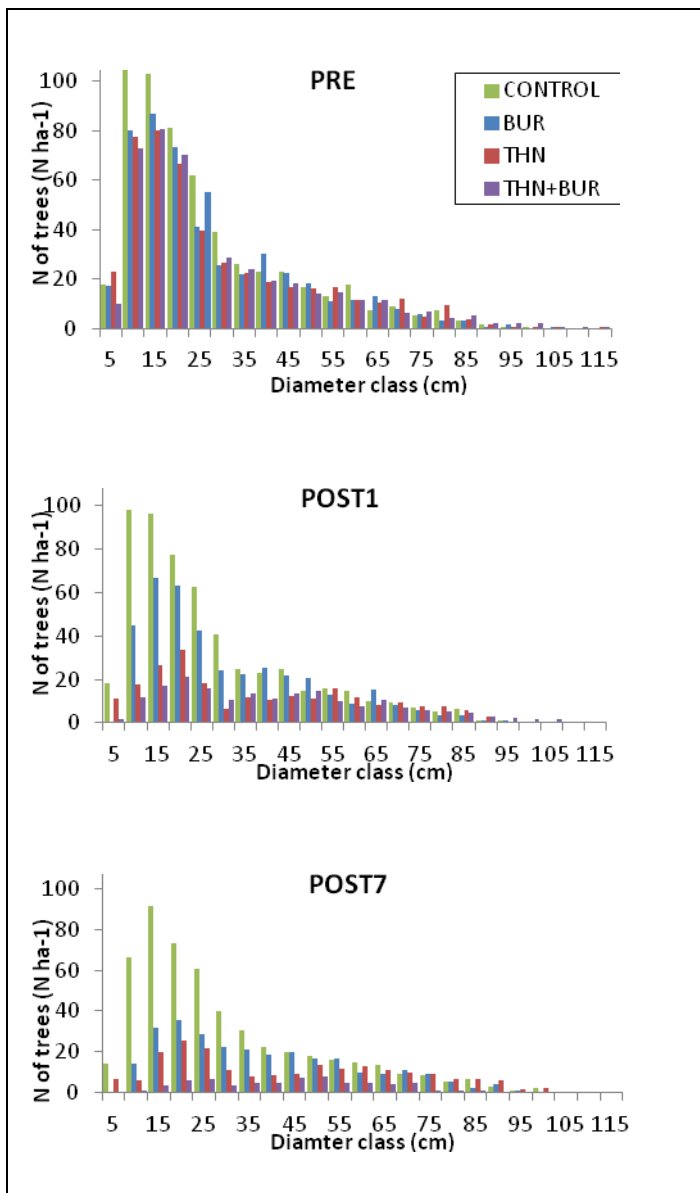 PRE
CONTROL
BUR
THN
THN+BUR
N of trees (N ha-1)
100
80
60
40
20
0
5 15 25 35 45 55 65 75 85 95 105 115
Diameter class (cm)
POST1
N of trees (N ha-1)
100
80
60
40
20
0
5 15 25 35 45 55 65 75 85 95 105 115
Diameter class (cm)
POST7
N of trees (N ha-1)
100
80
60
40
20
0
5 15 25 35 45 55 65 75 85 95 105 115
Diamter class (cm)